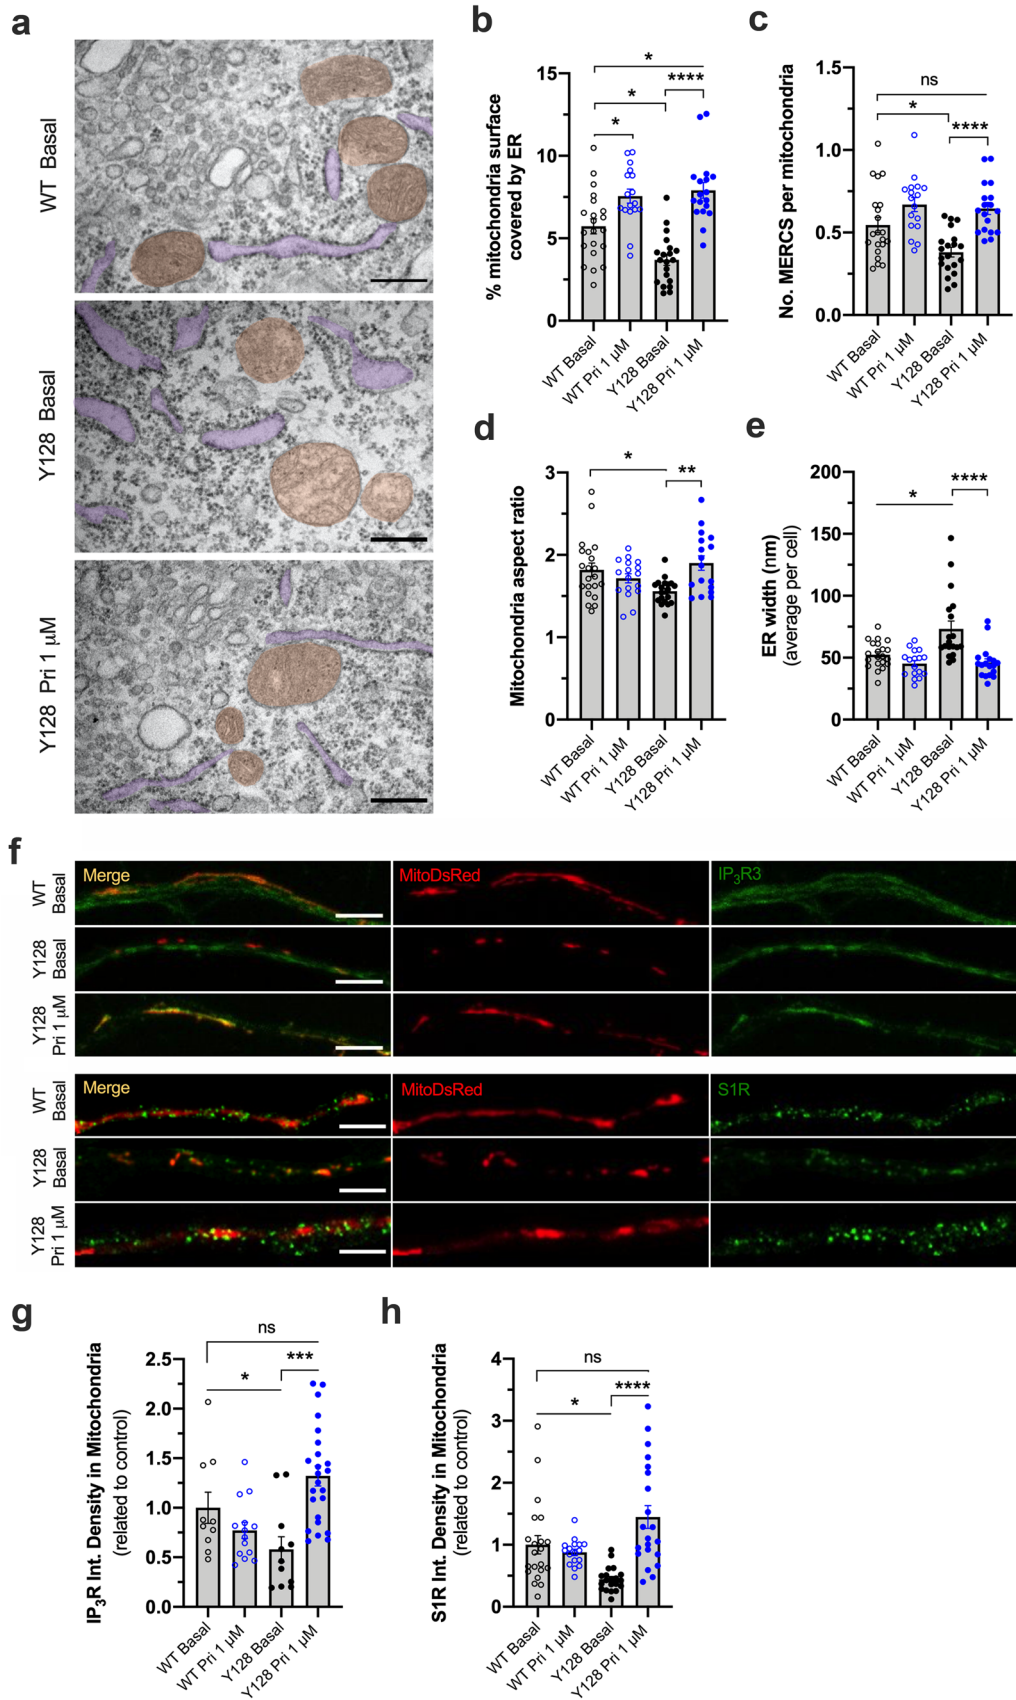 a
WT Basal
Y128 Basal
Y128 Pri 1 µM
b
% mitochondria surface
covered by ER
15
10
5
0
*
****
*
*
WT Basal
WT Pri 1 µM
Y128 Basal
Y128 Pri 1 µM
c
No. MERCS per mitochondria
1.5
1.0
0.5
0.0
ns
*
****
WT Basal
WT Pri 1 µM
Y128 Basal
Y128 Pri 1 µM
d
Mitochondria aspect ratio
3
2
1
0
*
**
WT Basal
WT Pri 1 µM
Y128 Basal
Y128 Pri 1 µM
e
ER width (nm)
(average per cell)
200
150
100
50
0
*
****
WT Basal
WT Pri 1 µM
Y128 Basal
Y128 Pri 1 µM
f
WT
Basal
Merge
MitoDsRed
IP₃R3
Y128
Basal
Y128
Pri 1 µM
WT
Basal
Merge
MitoDsRed
S1R
Y128
Basal
Y128
Pri 1 µM
g
IP₃R Int. Density in Mitochondria
(related to control)
2.5
2.0
1.5
1.0
0.5
0.0
ns
*
***
WT Basal
WT Pri 1 µM
Y128 Basal
Y128 Pri 1 µM
h
S1R Int. Density in Mitochondria
(related to control)
4
3
2
1
0
ns
*
****
WT Basal
WT Pri 1 µM
Y128 Basal
Y128 Pri 1 µM